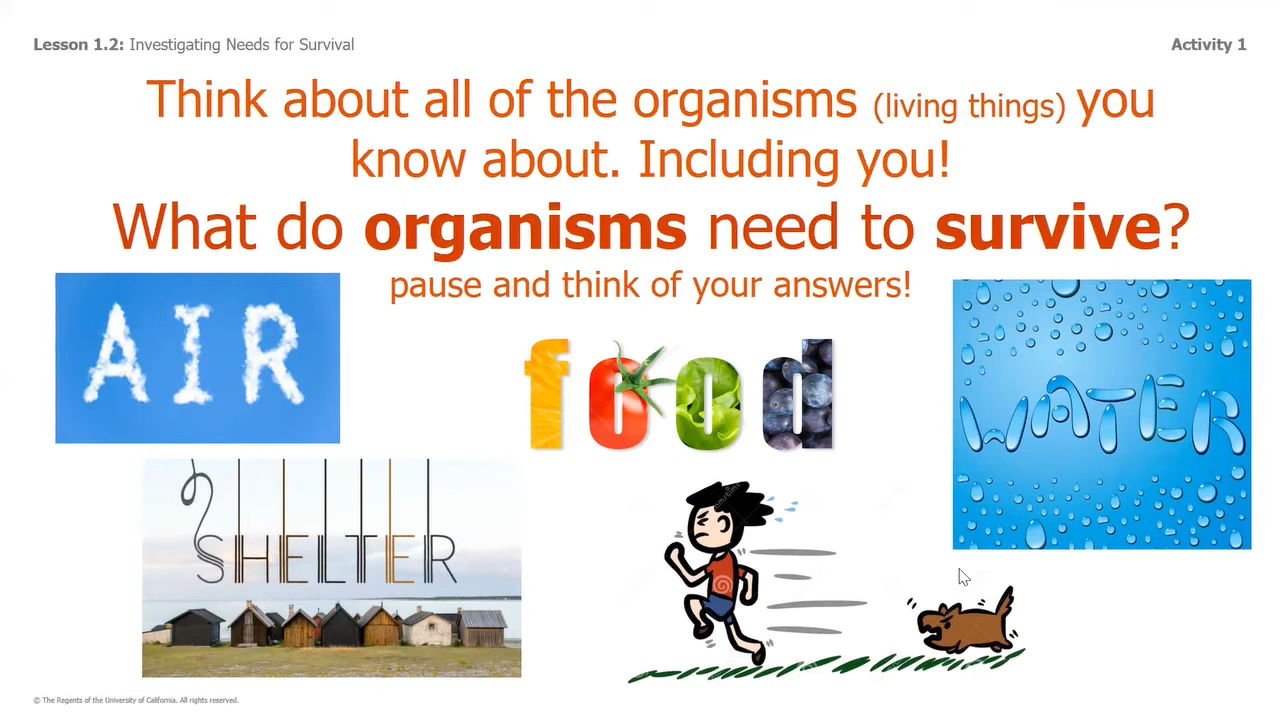 Lesson 1.2: Investigating Needs for Survival
Activity 1
Think about all of the organisms (living things) you
know about. Including you!
What do organisms need to survive?
pause and think of your answers!
AIR
food
WATER
SHELTER
© The Regents of the University of California. All rights reserved.